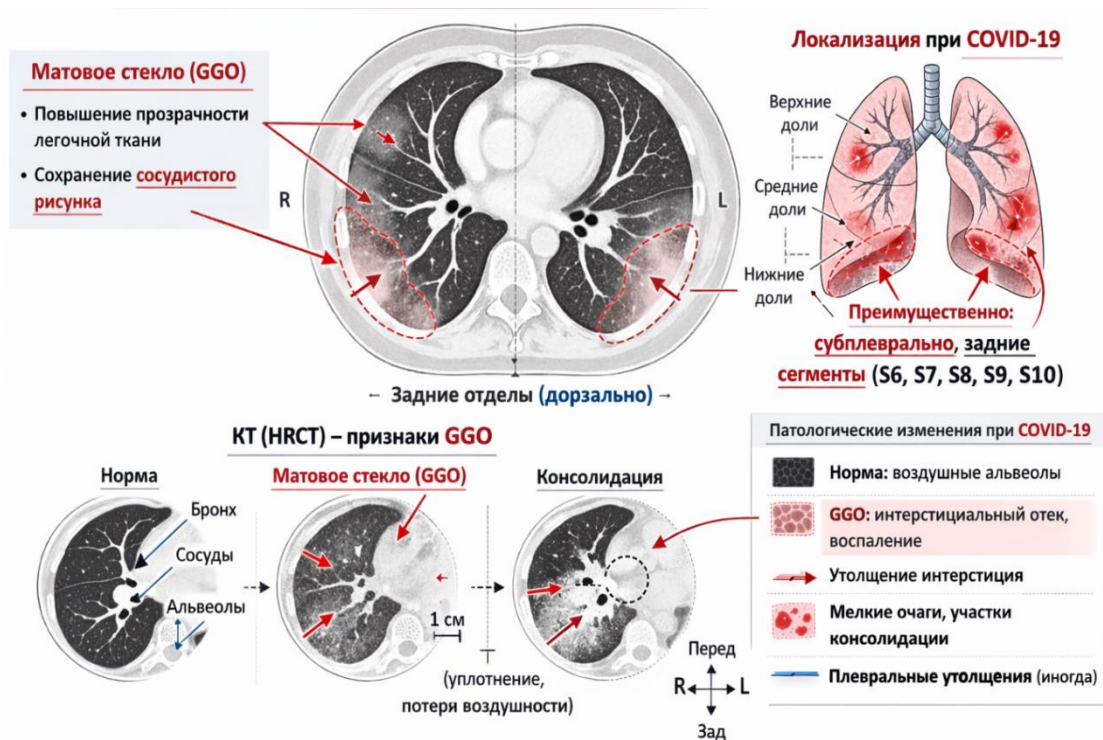 Матовое стекло (GGO)
• Повышение прозрачности
легочной ткани
• Сохранение сосудистого
рисунка
R
L
← Задние отделы (дорзально) →
Локализация при COVID-19
Верхние
доли
Средние
доли
Нижние
доли
Преимущественно:
субплеврально, задние
сегменты (S6, S7, S8, S9, S10)
КТ (HRCT) – признаки GGO
Норма
Бронх
Сосуды
Альвеолы
Матовое стекло (GGO)
1 см
Консолидация
(уплотнение,
потеря воздушности)
Перед
R
L
Зад
Патологические изменения при COVID-19
Норма: воздушные альвеолы
GGO: интерстициальный отек,
воспаление
Утолщение интерстиция
Мелкие очаги, участки
консолидации
Плевральные утолщения (иногда)